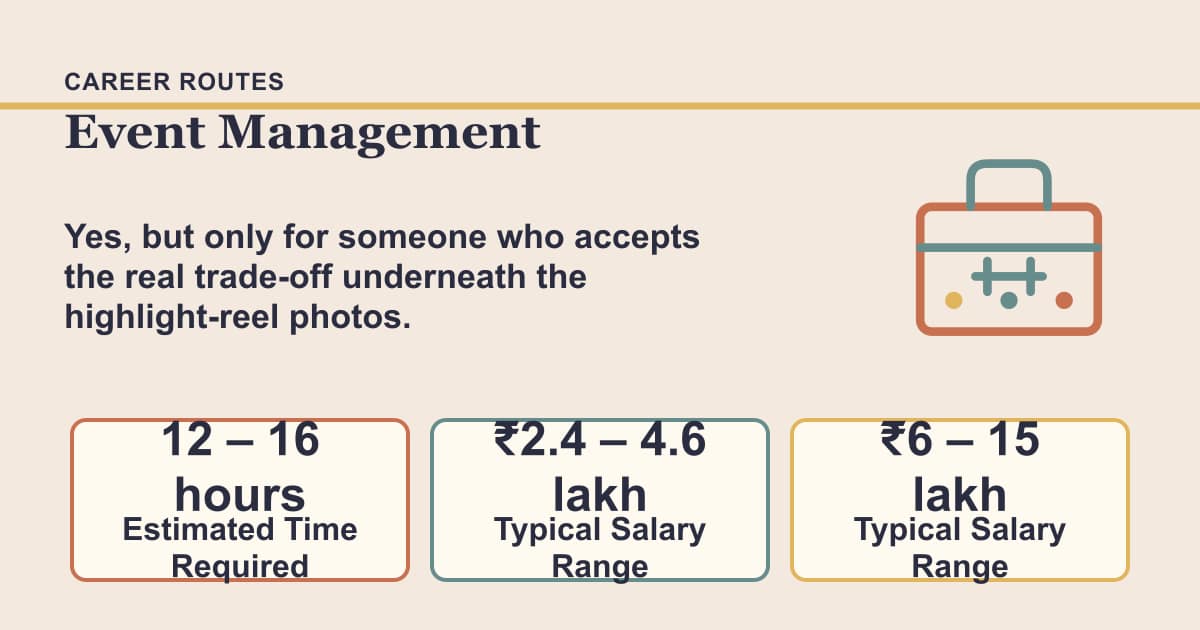 CAREER ROUTES
Event Management
Yes, but only for someone who accepts
the real trade-off underneath the
highlight-reel photos.
12 – 16
hours
Estimated Time
Required
₹2.4 – 4.6
lakh
Typical Salary
Range
₹6 – 15
lakh
Typical Salary
Range